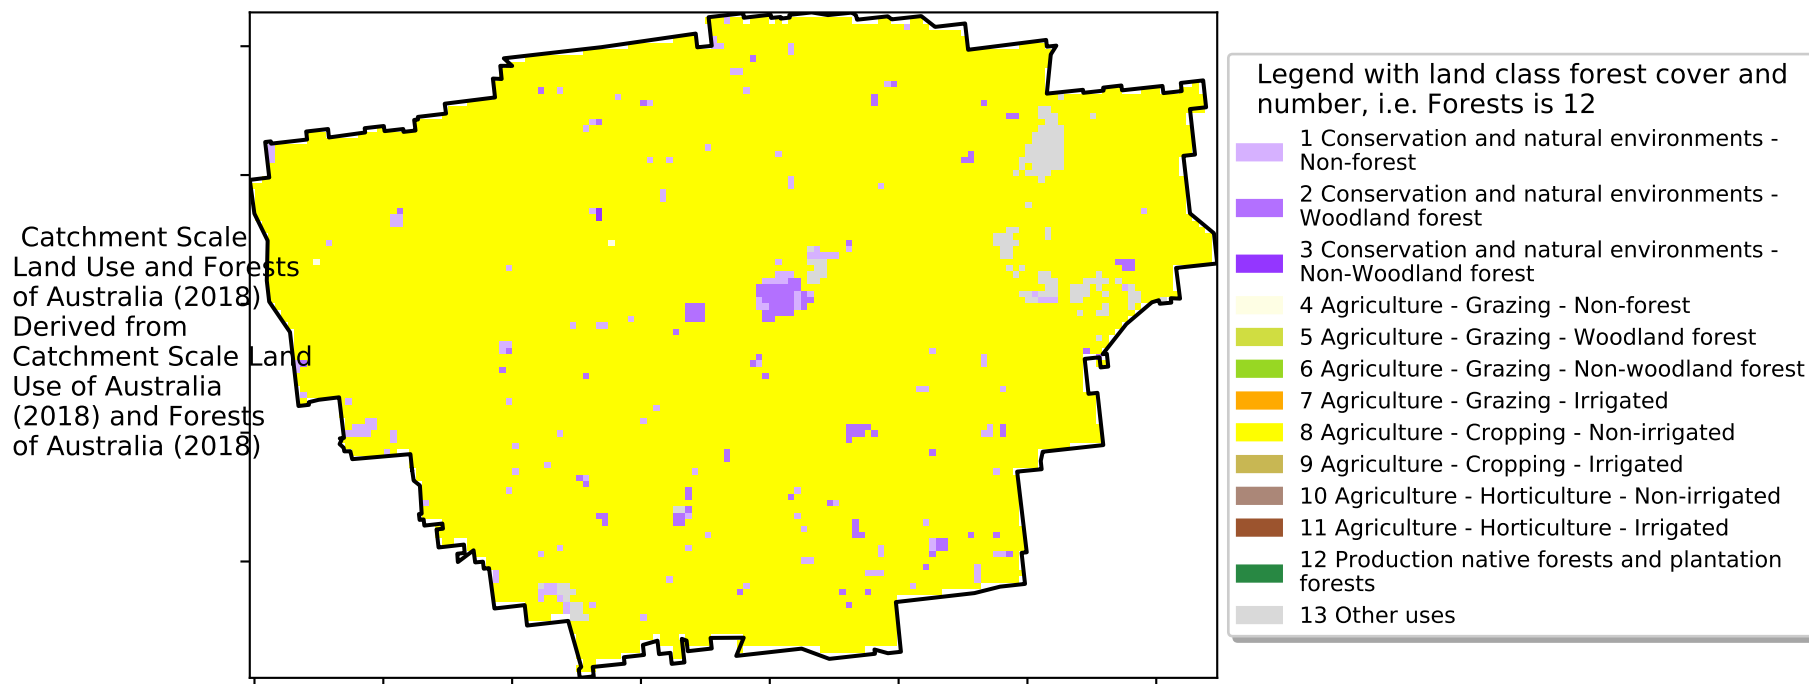 Catchment Scale
Land Use and Forests
of Australia (2018)
Derived from
Catchment Scale Land
Use of Australia
(2018) and Forests
of Australia (2018)
Legend with land class forest cover and
number, i.e. Forests is 12
1 Conservation and natural environments -
Non-forest
2 Conservation and natural environments -
Woodland forest
3 Conservation and natural environments -
Non-Woodland forest
4 Agriculture - Grazing - Non-forest
5 Agriculture - Grazing - Woodland forest
6 Agriculture - Grazing - Non-woodland forest
7 Agriculture - Grazing - Irrigated
8 Agriculture - Cropping - Non-irrigated
9 Agriculture - Cropping - Irrigated
10 Agriculture - Horticulture - Non-irrigated
11 Agriculture - Horticulture - Irrigated
12 Production native forests and plantation
forests
13 Other uses